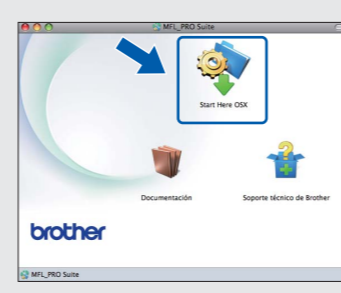 MFL_PRO Suite
Start Here OSX
Documentación
Soporte técnico de Brother
brother
MFL_PRO Suite